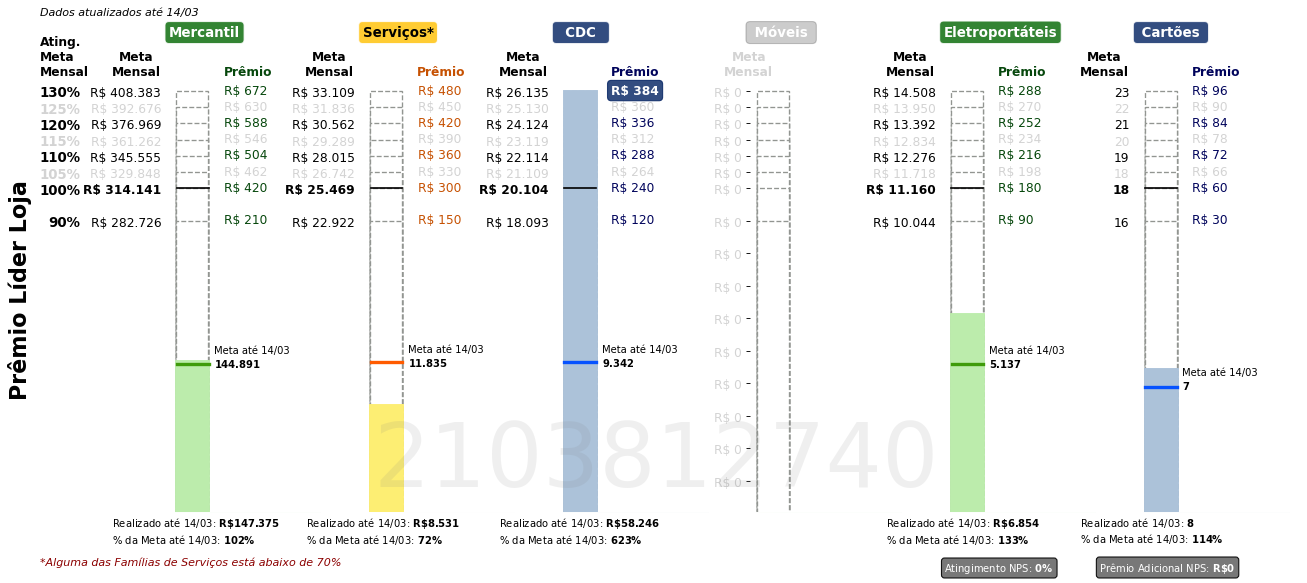 Dados atualizados até 14/03
Mercantil Serviços* CDC Móveis Eletroportáteis Cartões
Ating.
Meta Meta Meta Meta Meta Meta Meta
Mensal Mensal Prêmio Mensal Prêmio Mensal Prêmio Mensal Mensal Prêmio Mensal Prêmio
130% R$ 408.383 R$ 672 R$ 33.109 R$ 480 R$ 26.135 R$ 384 R$ 0 R$ 14.508 R$ 288 23 R$ 96
125% R$ 392.676 R$ 630 R$ 31.836 R$ 450 R$ 25.130 R$ 360 R$ 0 R$ 13.950 R$ 270 22 R$ 90
120% R$ 376.969 R$ 588 R$ 30.562 R$ 420 R$ 24.124 R$ 336 R$ 0 R$ 13.392 R$ 252 21 R$ 84
115% R$ 361.262 R$ 546 R$ 29.289 R$ 390 R$ 23.119 R$ 312 R$ 0 R$ 12.834 R$ 234 20 R$ 78
110% R$ 345.555 R$ 504 R$ 28.015 R$ 360 R$ 22.114 R$ 288 R$ 0 R$ 12.276 R$ 216 19 R$ 72
105% R$ 329.848 R$ 462 R$ 26.742 R$ 330 R$ 21.109 R$ 264 R$ 0 R$ 11.718 R$ 198 18 R$ 66
100% R$ 314.141 R$ 420 R$ 25.469 R$ 300 R$ 20.104 R$ 240 R$ 0 R$ 11.160 R$ 180 18 R$ 60
90% R$ 282.726 R$ 210 R$ 22.922 R$ 150 R$ 18.093 R$ 120 R$ 0 R$ 10.044 R$ 90 16 R$ 30
R$ 0
R$ 0
R$ 0
R$ 0
R$ 0
R$ 0
R$ 0
R$ 0
Prêmio Líder Loja
Meta até 14/03 Meta até 14/03 Meta até 14/03 Meta até 14/03 Meta até 14/03
144.891 11.835 9.342 5.137 7
2103812740
Realizado até 14/03: R$147.375 Realizado até 14/03: R$8.531 Realizado até 14/03: R$58.246 Realizado até 14/03: R$6.854 Realizado até 14/03: 8
% da Meta até 14/03: 102% % da Meta até 14/03: 72% % da Meta até 14/03: 623% % da Meta até 14/03: 133% % da Meta até 14/03: 114%
*Alguma das Famílias de Serviços está abaixo de 70% Atingimento NPS: 0% Prêmio Adicional NPS: R$0